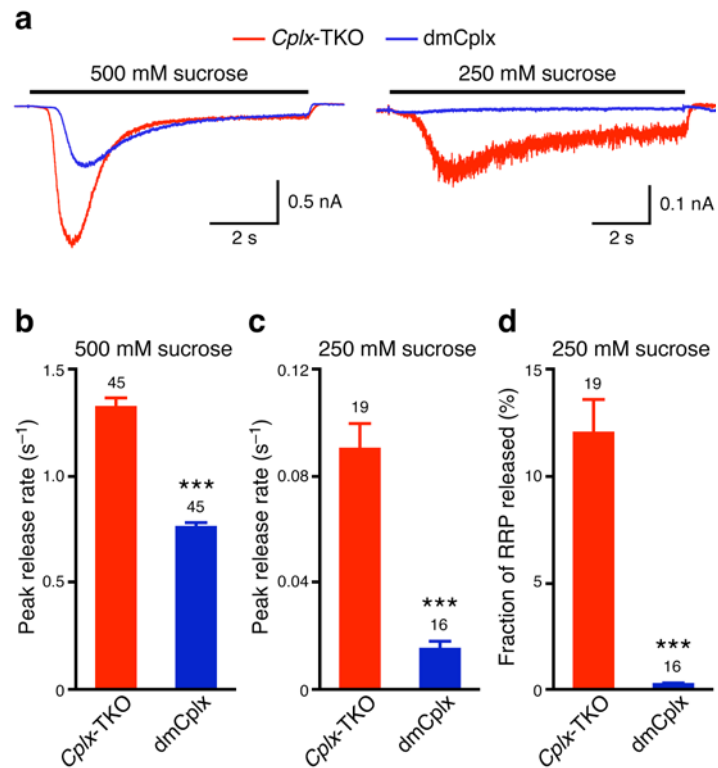 a
Cplx-TKO dmCplx
500 mM sucrose 250 mM sucrose
0.5 nA
2 s
0.1 nA
2 s
b
500 mM sucrose
Peak release rate (s⁻¹)
1.5
1.0
0.5
0
45
***
45
Cplx-TKO
dmCplx
c
250 mM sucrose
Peak release rate (s⁻¹)
0.12
0.08
0.04
0
19
***
16
Cplx-TKO
dmCplx
d
250 mM sucrose
Fraction of RRP released (%)
15
10
5
0
19
***
16
Cplx-TKO
dmCplx